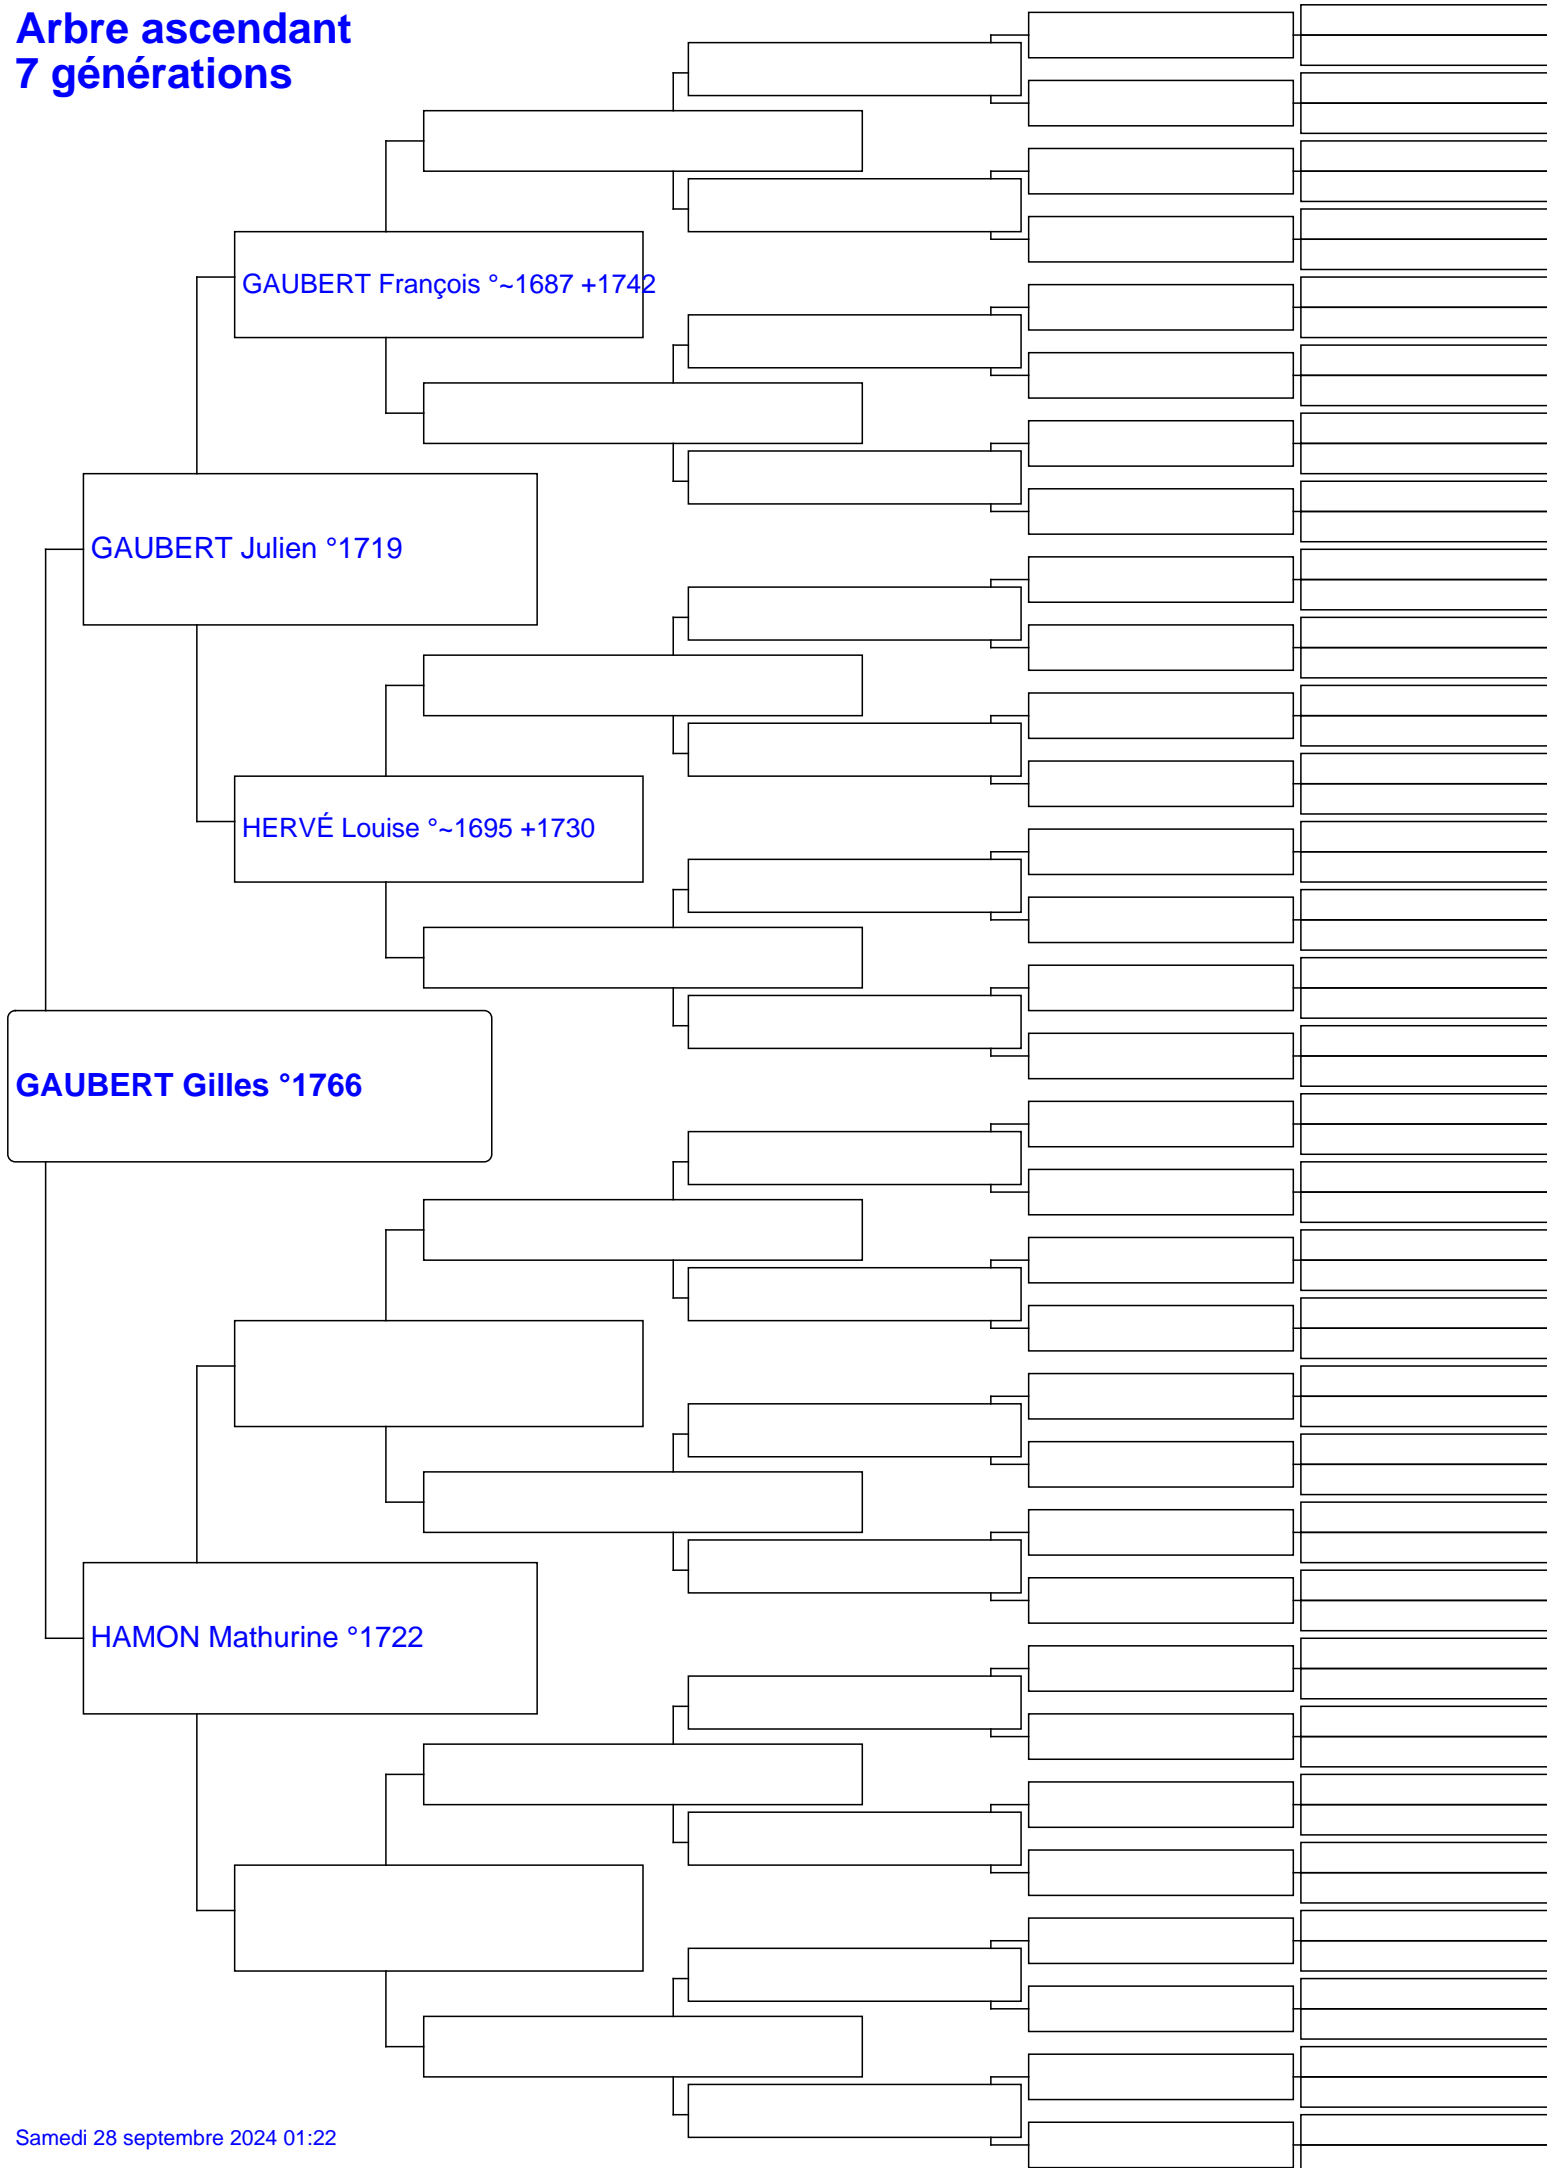 Arbre ascendant
7 générations
GAUBERT François °~1687 +1742
GAUBERT Julien °1719
HERVÉ Louise °~1695 +1730
GAUBERT Gilles °1766
HAMON Mathurine °1722
Samedi 28 septembre 2024 01:22